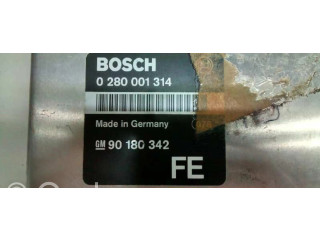 BOSCH
0 280 001 314
Made in Germany
GM 90 180 342
FE